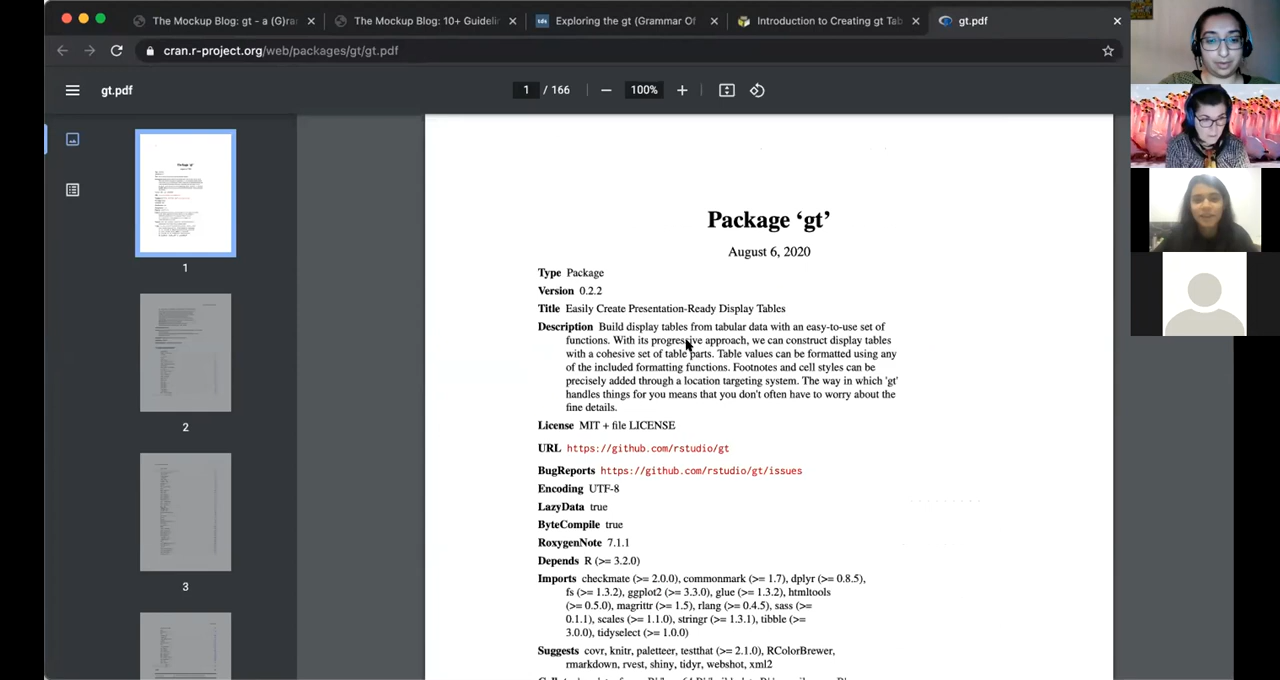 The Mockup Blog: gt - a (G)ra
The Mockup Blog: 10+ Guidelin
tds
Exploring the gt (Grammar Of
Introduction to Creating gt Tab
gt.pdf
cran.r-project.org/web/packages/gt/gt.pdf
gt.pdf
1 / 166
100%
1
2
3
Package ‘gt’
August 6, 2020
Type Package
Version 0.2.2
Title Easily Create Presentation-Ready Display Tables
Description Build display tables from tabular data with an easy-to-use set of
functions. With its progressive approach, we can construct display tables
with a cohesive set of table parts. Table values can be formatted using any
of the included formatting functions. Footnotes and cell styles can be
precisely added through a location targeting system. The way in which 'gt'
handles things for you means that you don't often have to worry about the
fine details.
License MIT + file LICENSE
URL https://github.com/rstudio/gt
BugReports https://github.com/rstudio/gt/issues
Encoding UTF-8
LazyData true
ByteCompile true
RoxygenNote 7.1.1
Depends R (>= 3.2.0)
Imports checkmate (>= 2.0.0), commonmark (>= 1.7), dplyr (>= 0.8.5),
fs (>= 1.3.2), ggplot2 (>= 3.3.0), glue (>= 1.3.2), htmltools
(>= 0.5.0), magrittr (>= 1.5), rlang (>= 0.4.5), sass (>=
0.1.1), scales (>= 1.1.0), stringr (>= 1.3.1), tibble (>=
3.0.0), tidyselect (>= 1.0.0)
Suggests covr, knitr, paletteer, testthat (>= 2.1.0), RColorBrewer,
rmarkdown, rvest, shiny, tidyr, webshot, xml2